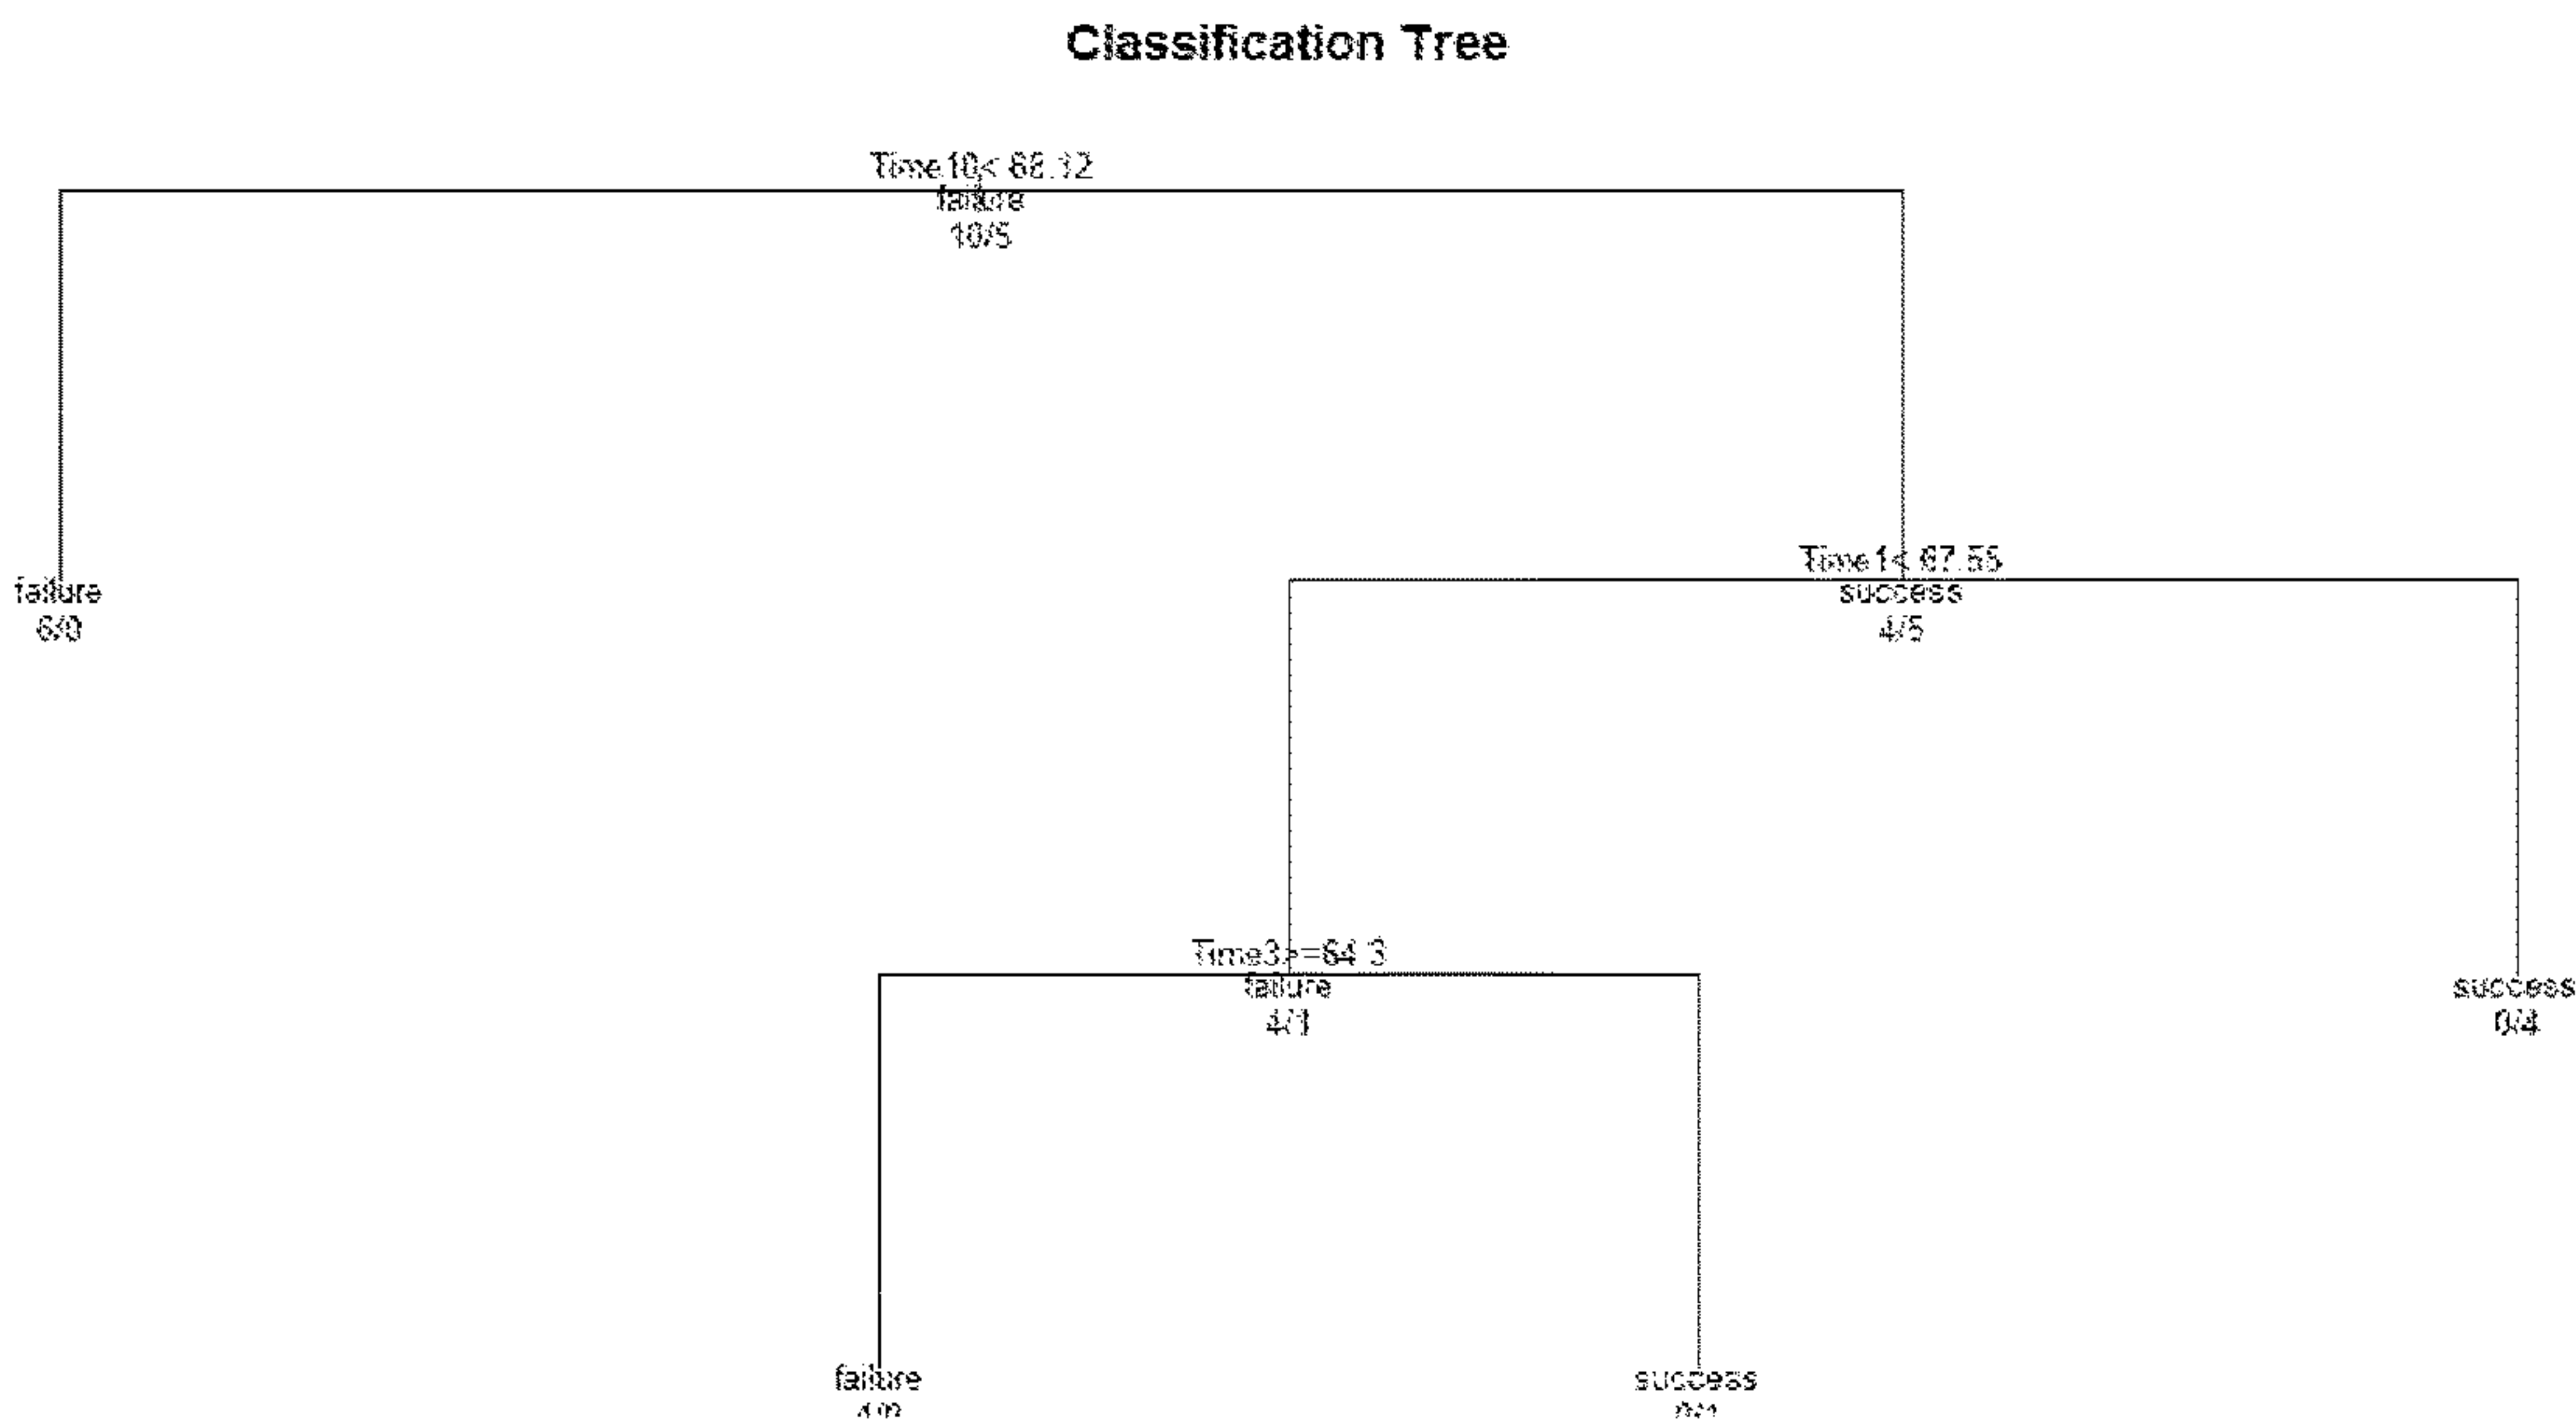 Classification Tree
Time10< 68.12
failure
10/5
Time1< 67.55
failure
6/0
success
4/5
Time3>=64.3
failure
4/1
success
0/4
failure
success